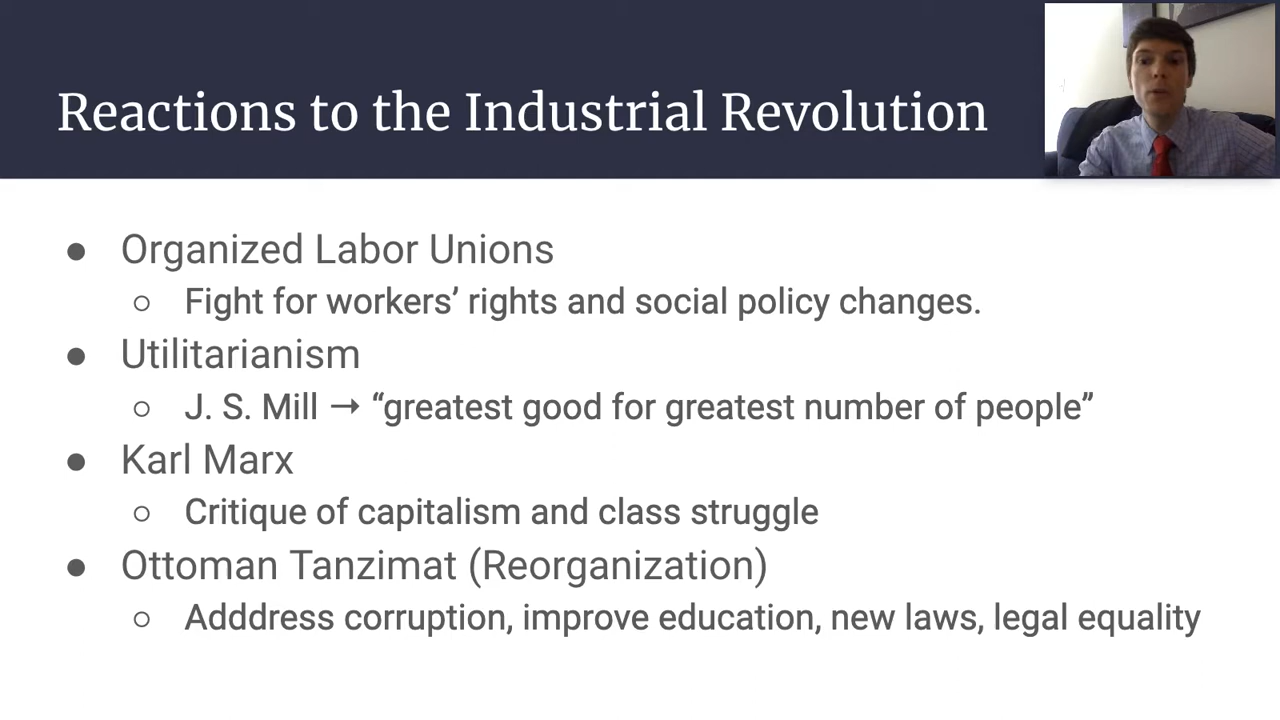 Reactions to the Industrial Revolution
● Organized Labor Unions
○ Fight for workers’ rights and social policy changes.
● Utilitarianism
○ J. S. Mill → “greatest good for greatest number of people”
● Karl Marx
○ Critique of capitalism and class struggle
● Ottoman Tanzimat (Reorganization)
○ Adddress corruption, improve education, new laws, legal equality